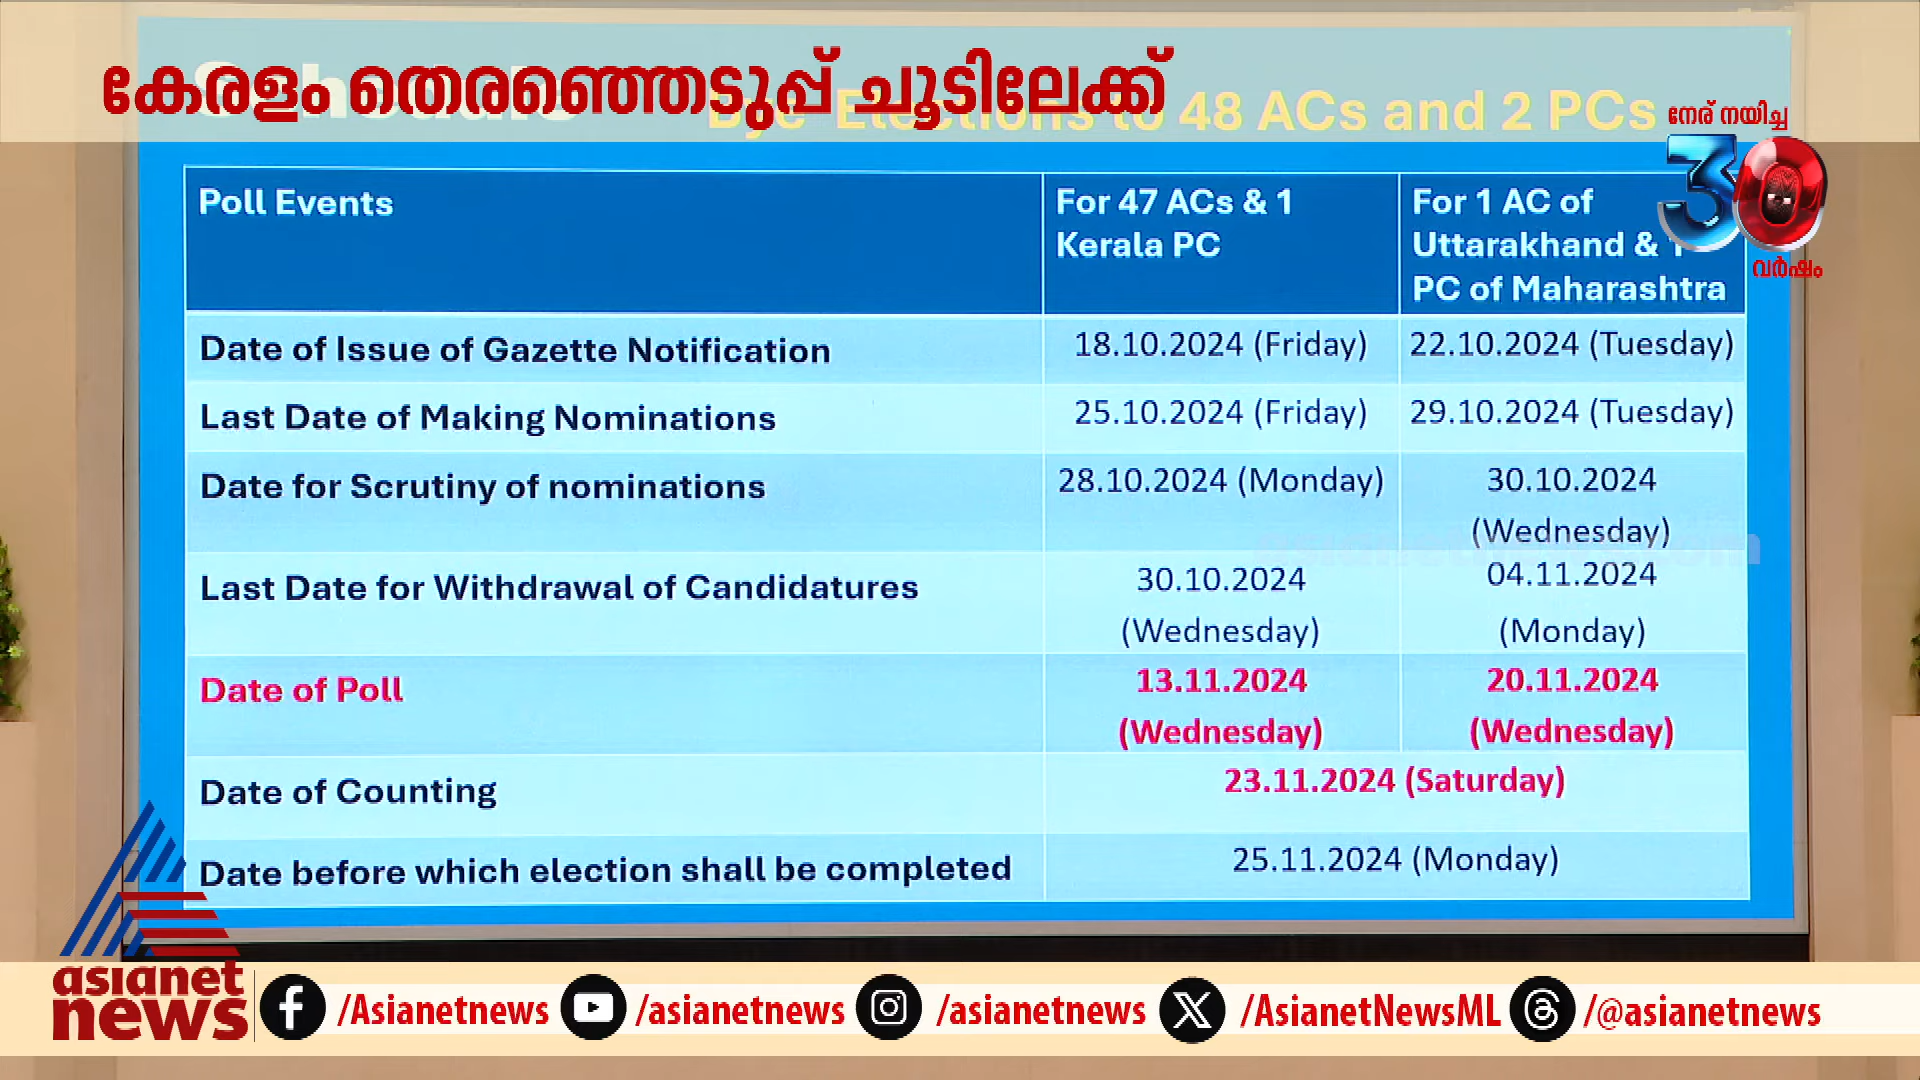 കേരളം തെരഞ്ഞെടുപ്പ് ചൂടിലേക്ക്
Bye Elections to 48 ACs and 2 PCs
നേര് നയിച്ച
30
വർഷം
Poll Events
For 47 ACs & 1
Kerala PC
For 1 AC of
Uttarakhand & 1
PC of Maharashtra
Date of Issue of Gazette Notification
18.10.2024 (Friday)
22.10.2024 (Tuesday)
Last Date of Making Nominations
25.10.2024 (Friday)
29.10.2024 (Tuesday)
Date for Scrutiny of nominations
28.10.2024 (Monday)
30.10.2024
(Wednesday)
Last Date for Withdrawal of Candidatures
30.10.2024
(Wednesday)
04.11.2024
(Monday)
Date of Poll
13.11.2024
(Wednesday)
20.11.2024
(Wednesday)
Date of Counting
23.11.2024 (Saturday)
Date before which election shall be completed
25.11.2024 (Monday)
asianet
news
/Asianetnews
/asianetnews
/asianetnews
/AsianetNewsML
/@asianetnews